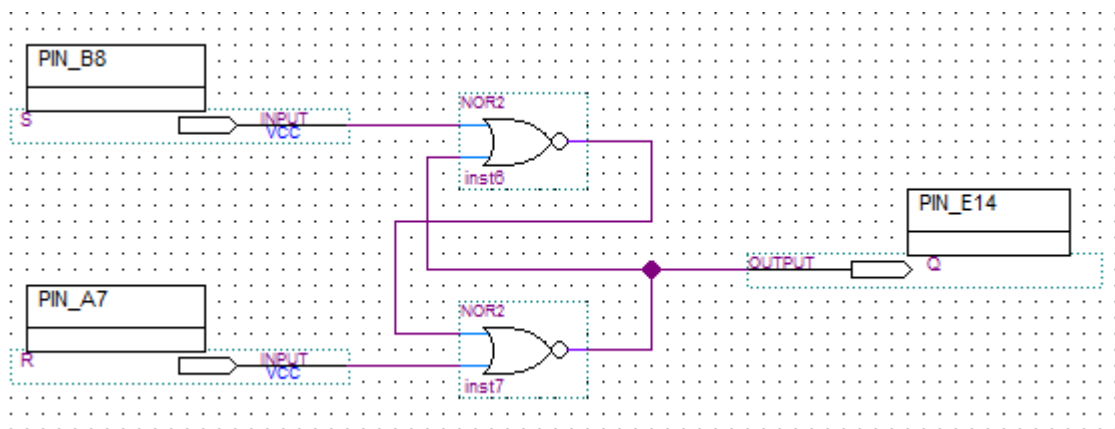 PIN_B8
S
INPUT
VCC
NOR2
inst6
PIN_E14
OUTPUT
Q
PIN_A7
R
INPUT
VCC
NOR2
inst7